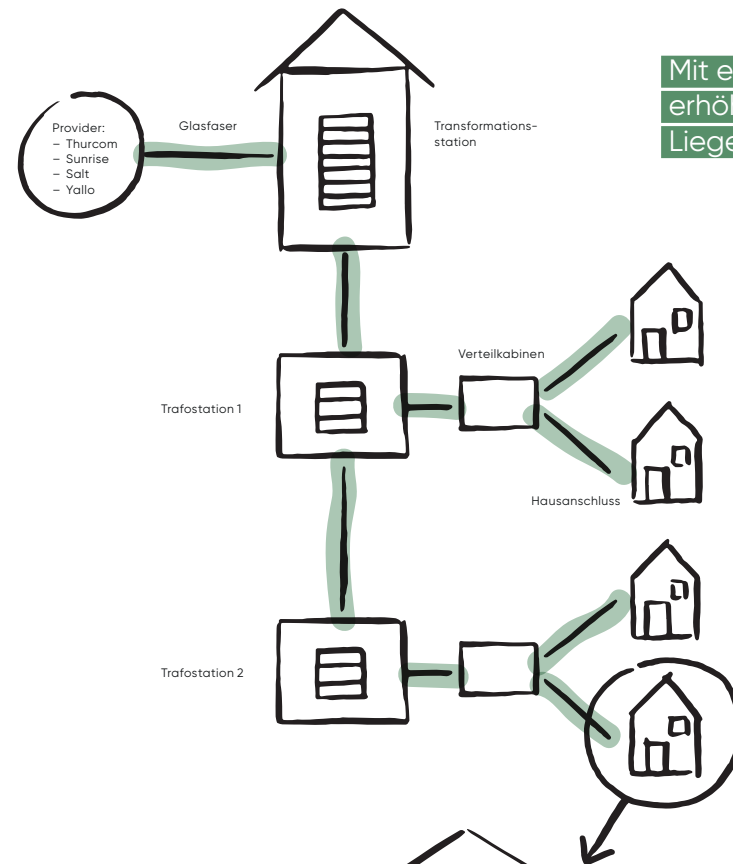 Mit e
erhöl
Liege
Provider:
– Thurcom
– Sunrise
– Salt
– Yallo
Glasfaser
Transformations-
station
Verteilkabinen
Trafostation 1
Hausanschluss
Trafostation 2